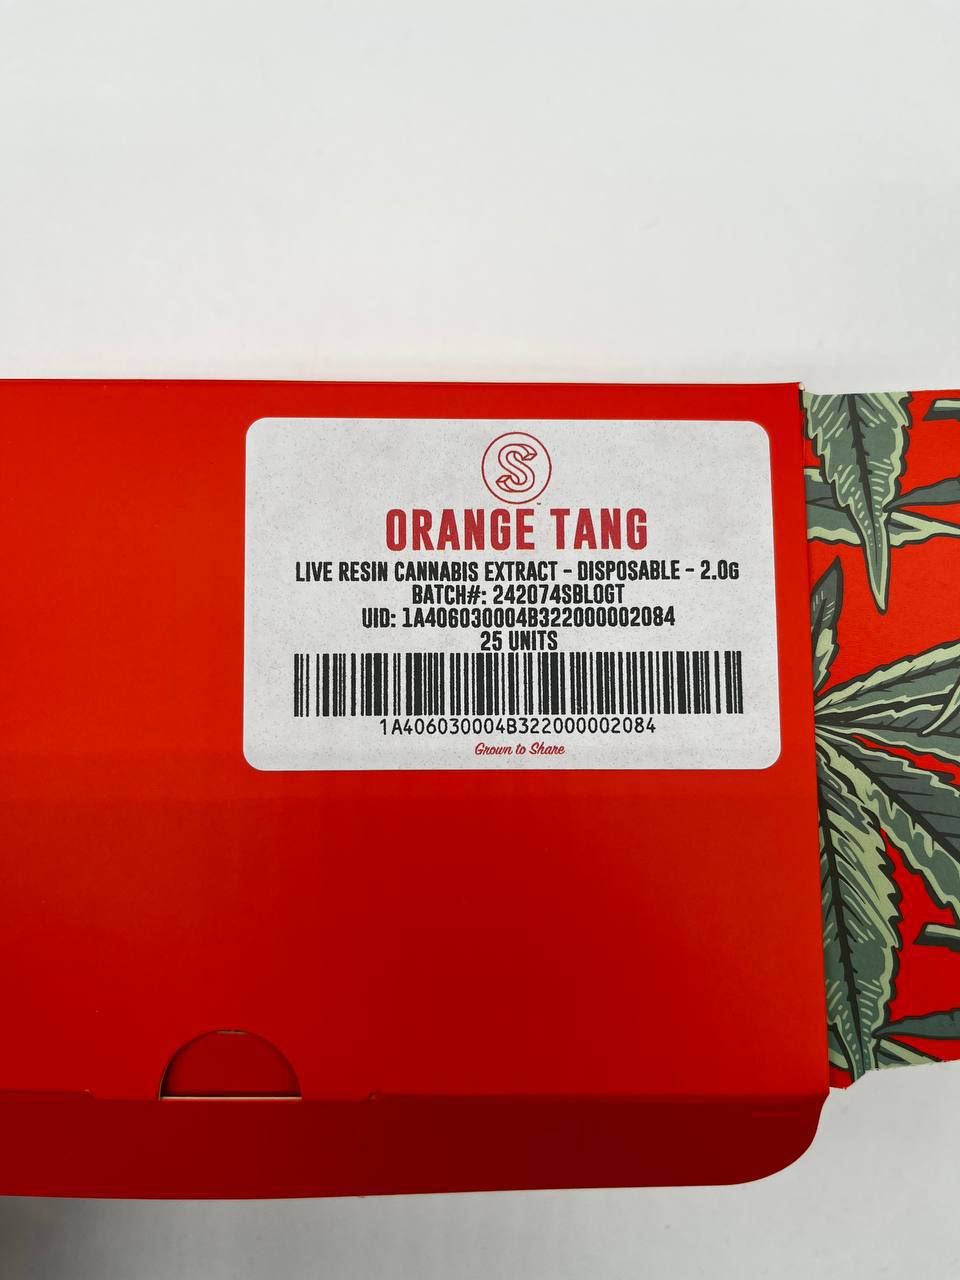 S
ORANGE TANG
LIVE RESIN CANNABIS EXTRACT - DISPOSABLE - 2.0G
BATCH#: 242074SBLOGT
UID: 1A406030004B322000002084
25 UNITS
1A406030004B322000002084
Grown to Share